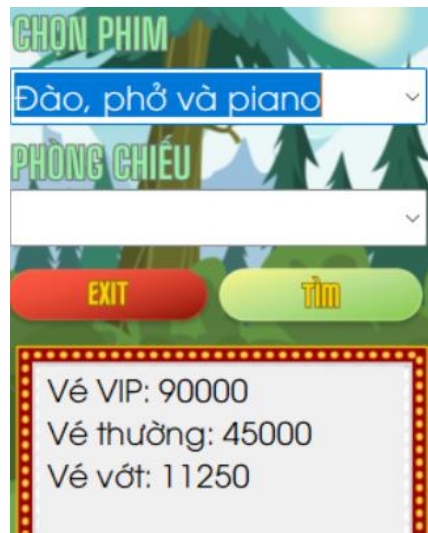 CHỌN PHIM
Đào, phở và piano
PHÒNG CHIẾU
EXIT
TÌM
Vé VIP: 90000
Vé thường: 45000
Vé vớt: 11250